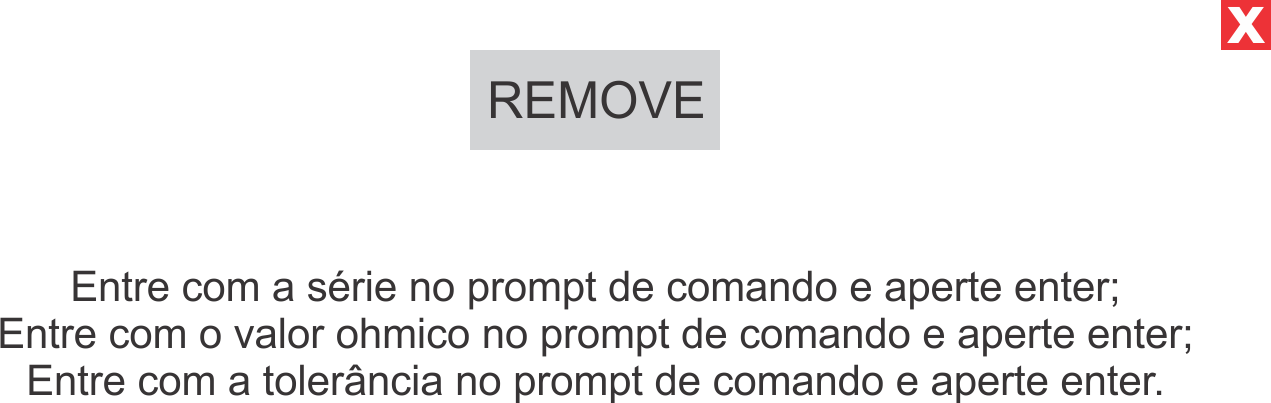 X
REMOVE
Entre com a série no prompt de comando e aperte enter;
Entre com o valor ohmico no prompt de comando e aperte enter;
Entre com a tolerância no prompt de comando e aperte enter.